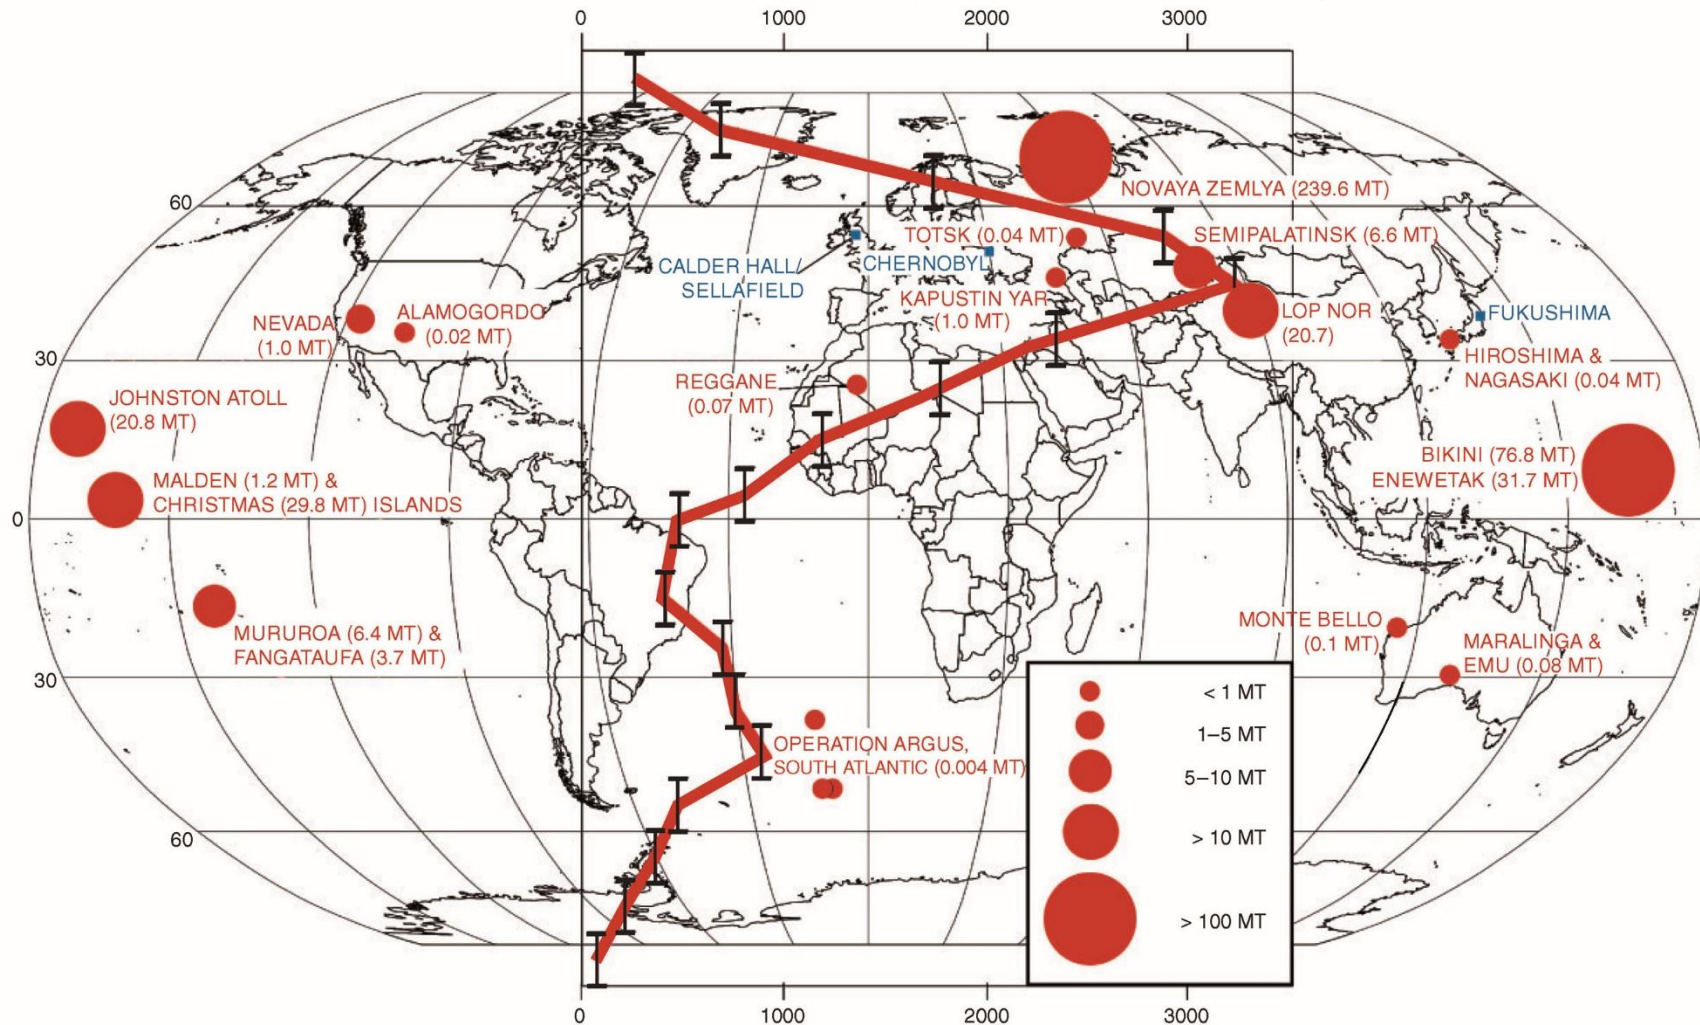 0 1000 2000 3000
60
NOVAYA ZEMLYA (239.6 MT)
TOTSK (0.04 MT)
SEMIPALATINSK (6.6 MT)
CALDER HALL/
SELLAFIELD
CHERNOBYL
KAPUSTIN YAR
(1.0 MT)
LOP NOR
(20.7)
FUKUSHIMA
HIROSHIMA &
NAGASAKI (0.04 MT)
NEVADA
(1.0 MT)
ALAMOGORDO
(0.02 MT)
30
REGGANE
(0.07 MT)
JOHNSTON ATOLL
(20.8 MT)
MALDEN (1.2 MT) &
CHRISTMAS (29.8 MT) ISLANDS
BIKINI (76.8 MT)
ENEWETAK (31.7 MT)
0
MURUROA (6.4 MT) &
FANGATAUFA (3.7 MT)
MONTE BELLO
(0.1 MT)
MARALINGA &
EMU (0.08 MT)
30
OPERATION ARGUS,
SOUTH ATLANTIC (0.004 MT)
60
< 1 MT
1–5 MT
5–10 MT
> 10 MT
> 100 MT
0 1000 2000 3000